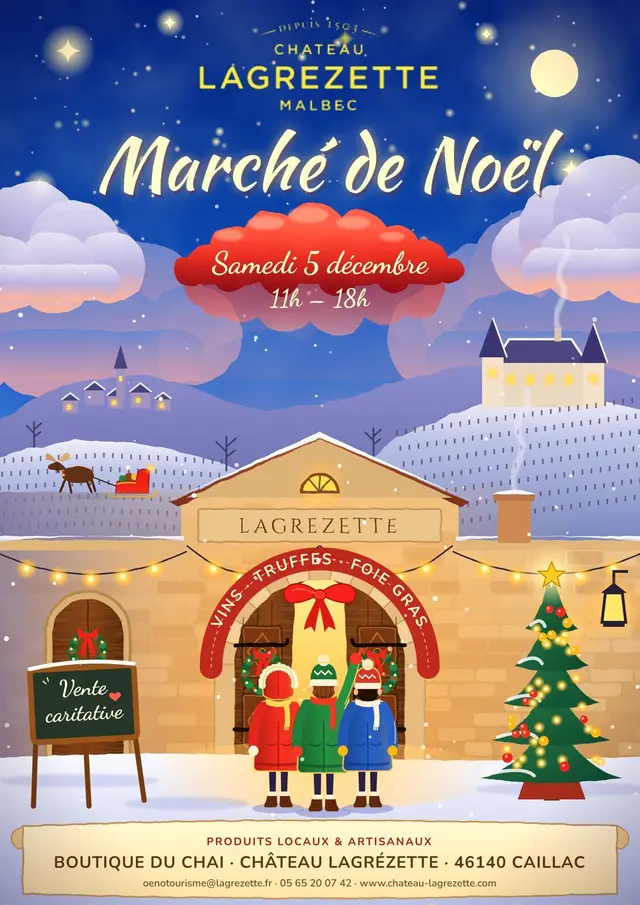 DEPUIS 1503
CHATEAU
LAGREZETTE
MALBEC
Marché de Noël
Samedi 5 décembre
11h – 18h
LAGREZETTE
VINS - TRUFFES - FOIE GRAS
Vente
caritative
PRODUITS LOCAUX & ARTISANAUX
BOUTIQUE DU CHAI · CHÂTEAU LAGRÉZETTE · 46140 CAILLAC
oenotourisme@lagrezette.fr · 05 65 20 07 42 · www.chateau-lagrezette.com